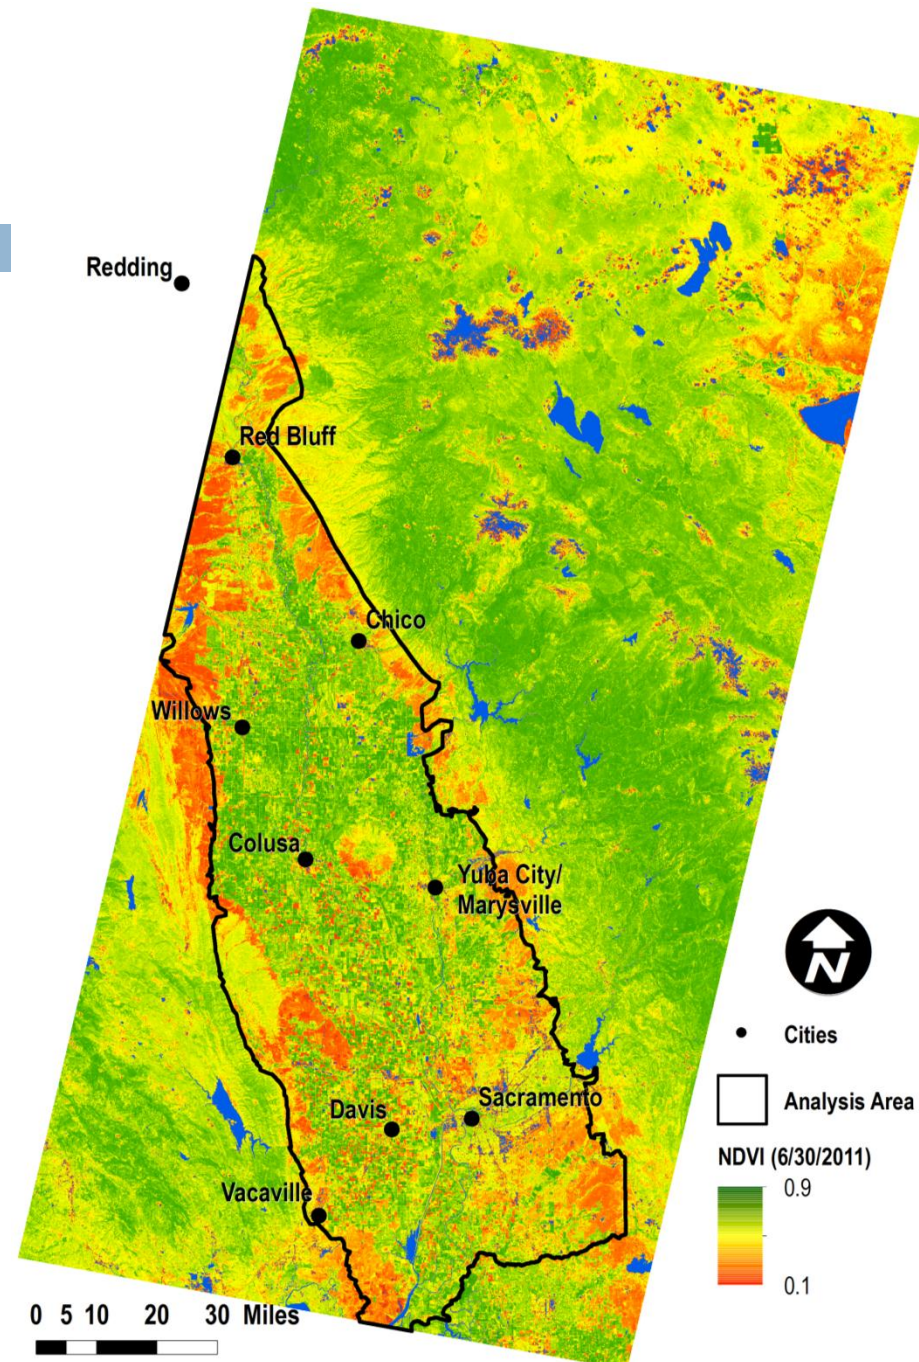 Redding
Red Bluff
Chico
Willows
Colusa
Yuba City/
Marysville
N
Cities
Analysis Area
Sacramento
Davis
NDVI (6/30/2011)
0.9
0.1
Vacaville
0 5 10 20 30 Miles